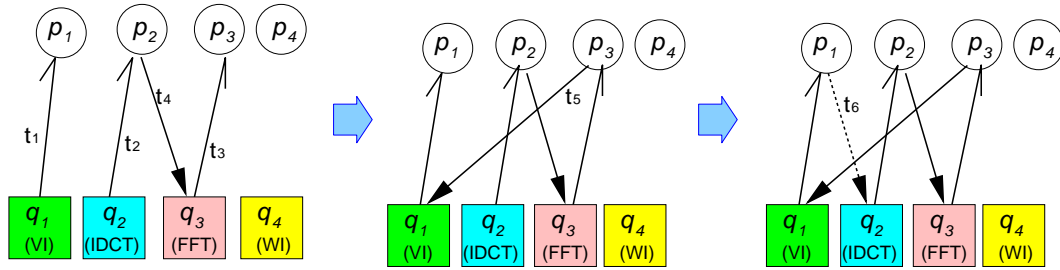 p1 p2 p3 p4
t4
t1 t2 t3
q1 q2 q3 q4
(VI) (IDCT) (FFT) (WI)
p1 p2 p3 p4
t5
q1 q2 q3 q4
(VI) (IDCT) (FFT) (WI)
p1 p2 p3 p4
t6
q1 q2 q3 q4
(VI) (IDCT) (FFT) (WI)